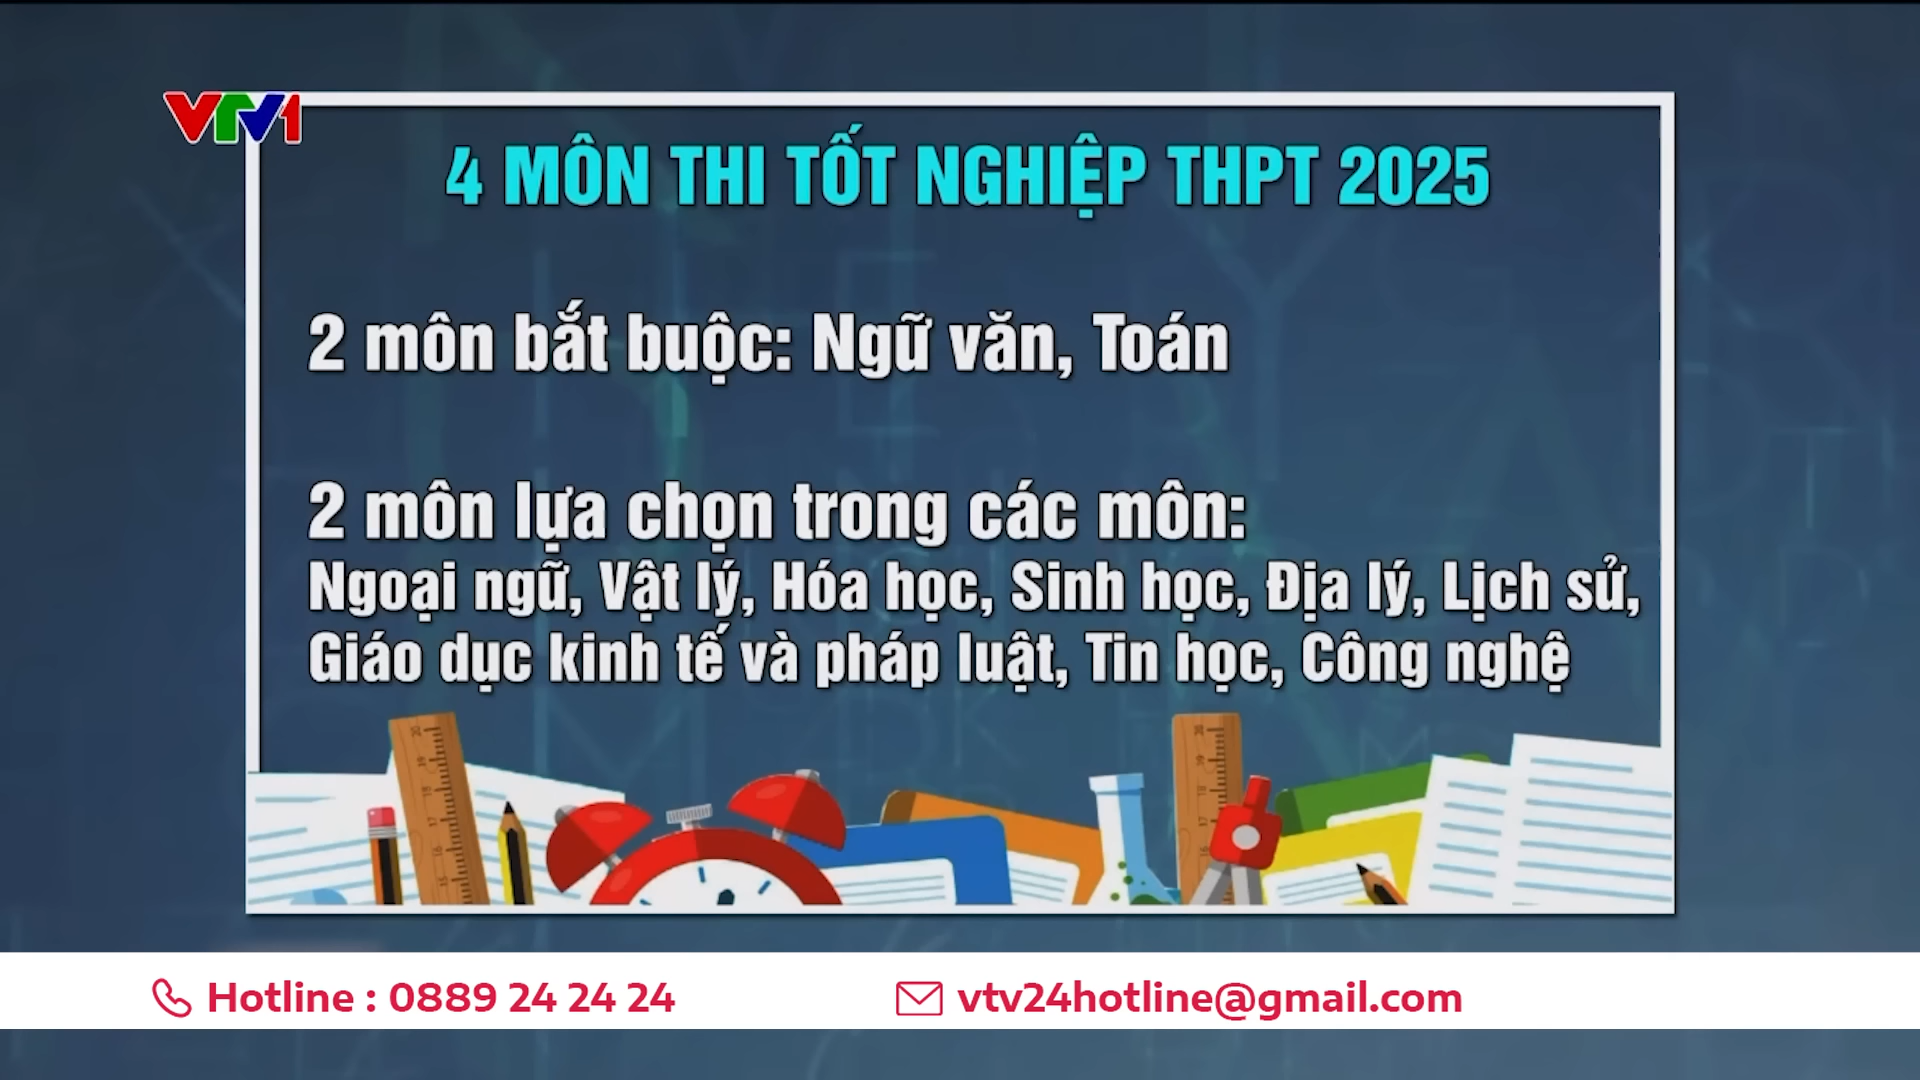 VTV1
4 MÔN THI TỐT NGHIỆP THPT 2025
2 môn bắt buộc: Ngữ văn, Toán
2 môn lựa chọn trong các môn:
Ngoại ngữ, Vật lý, Hóa học, Sinh học, Địa lý, Lịch sử,
Giáo dục kinh tế và pháp luật, Tin học, Công nghệ
Hotline : 0889 24 24 24
vtv24hotline@gmail.com